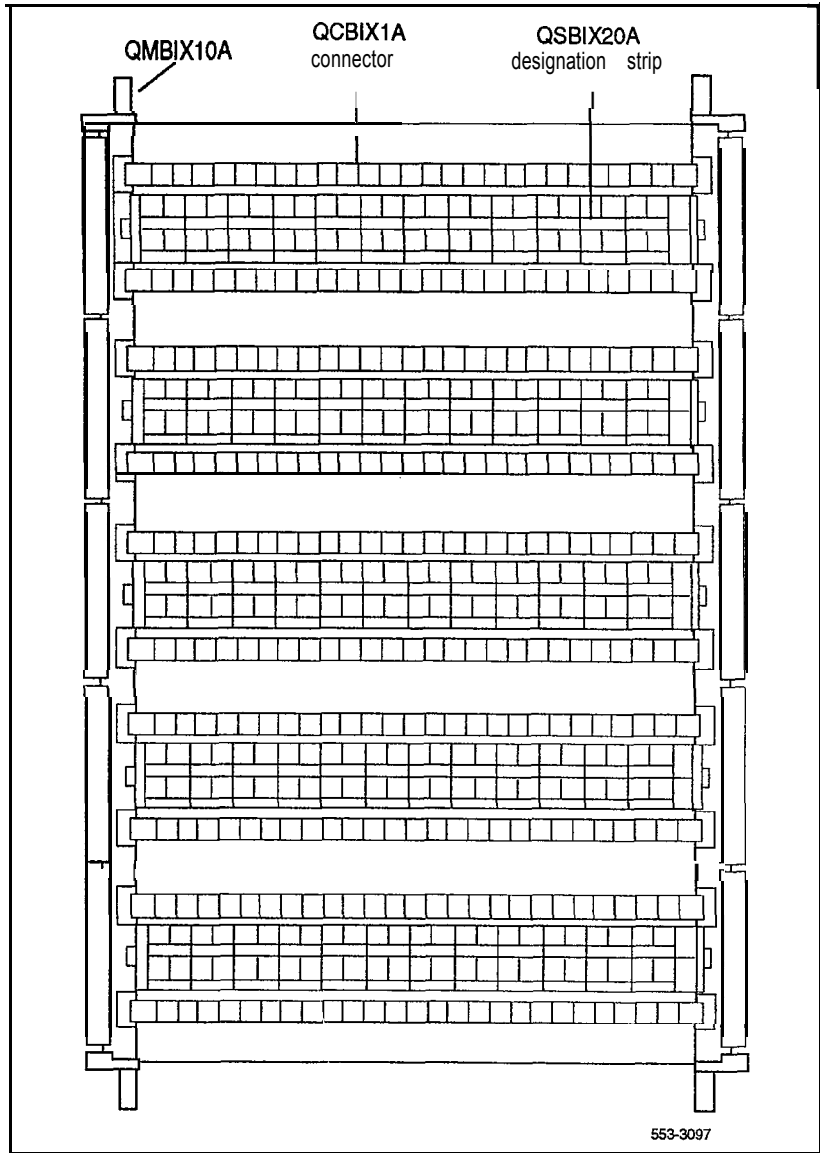 QMBIX10A
QCBIX1A
connector
QSBIX20A
designation strip
553-3097